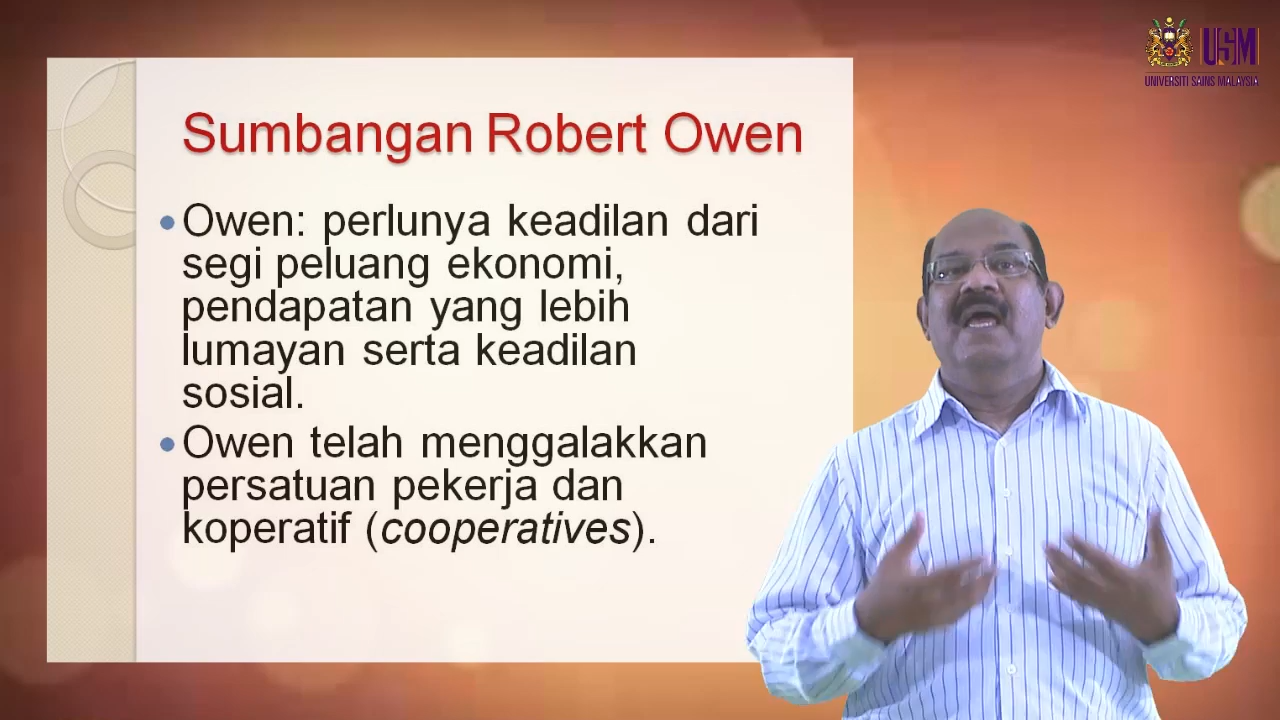 USM
UNIVERSITI SAINS MALAYSIA
Sumbangan Robert Owen
•Owen: perlunya keadilan dari
segi peluang ekonomi,
pendapatan yang lebih
lumayan serta keadilan
sosial.
•Owen telah menggalakkan
persatuan pekerja dan
koperatif (cooperatives).